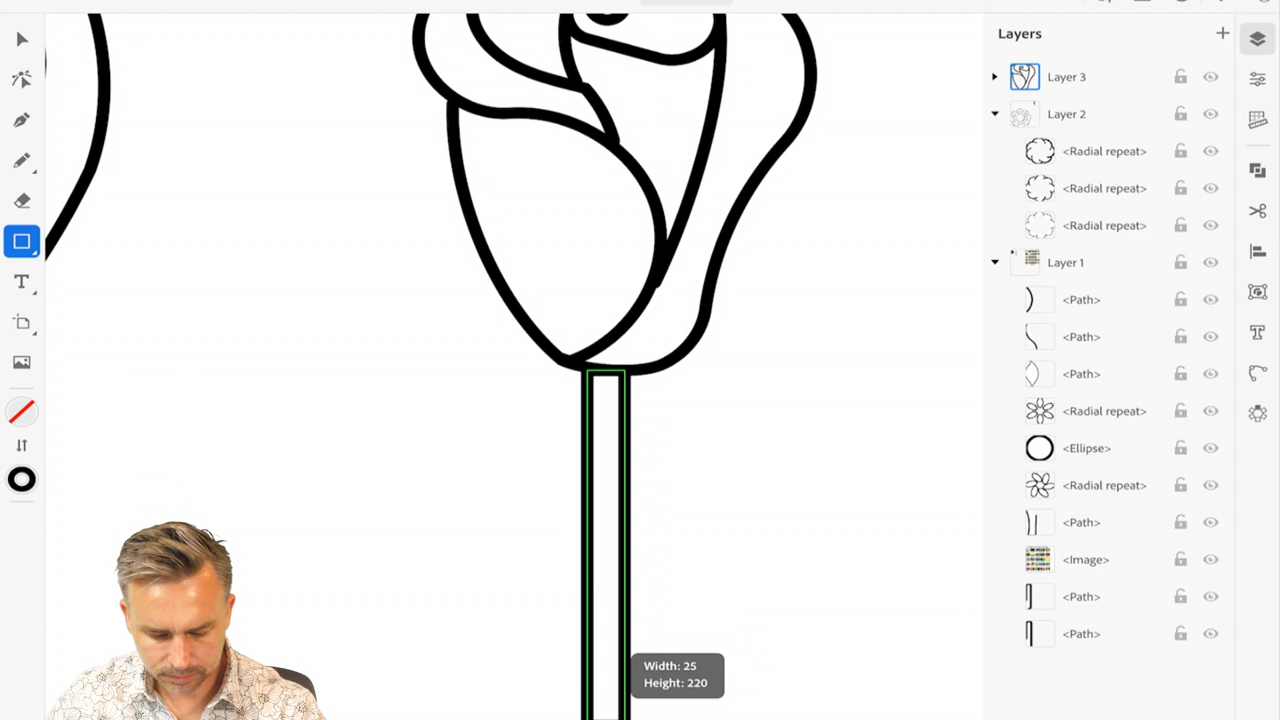 Layers
Layer 3
Layer 2
<Radial repeat>
<Radial repeat>
<Radial repeat>
Layer 1
<Path>
<Path>
<Path>
<Radial repeat>
<Ellipse>
<Radial repeat>
<Path>
<Image>
<Path>
<Path>
Width: 25
Height: 220